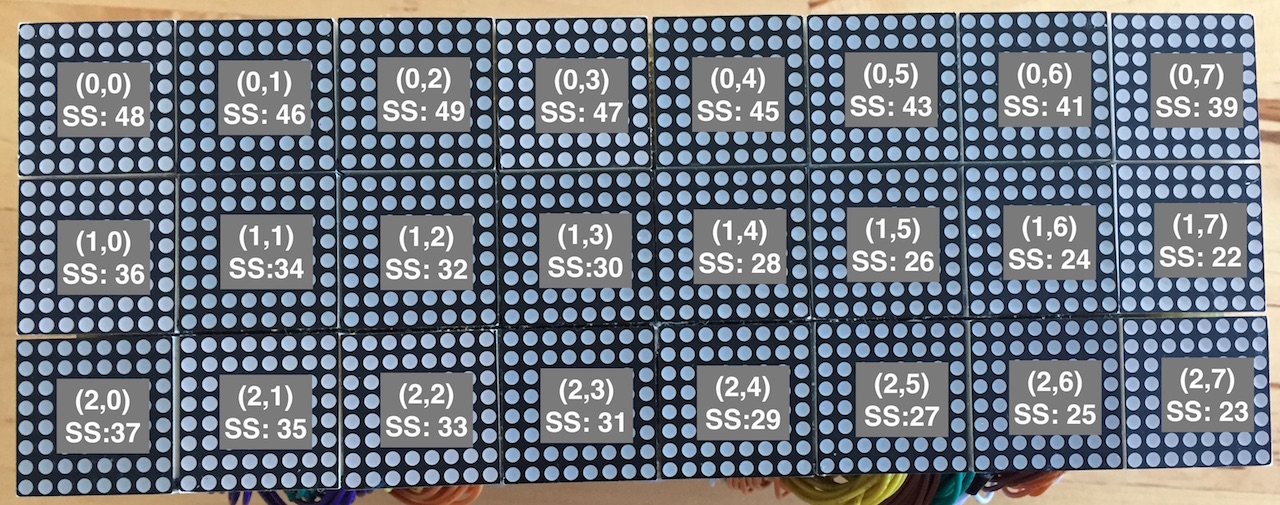 (0,0)
SS: 48
(0,1)
SS: 46
(0,2)
SS: 49
(0,3)
SS: 47
(0,4)
SS: 45
(0,5)
SS: 43
(0,6)
SS: 41
(0,7)
SS: 39
(1,0)
SS: 36
(1,1)
SS:34
(1,2)
SS: 32
(1,3)
SS:30
(1,4)
SS: 28
(1,5)
SS: 26
(1,6)
SS: 24
(1,7)
SS: 22
(2,0)
SS:37
(2,1)
SS: 35
(2,2)
SS: 33
(2,3)
SS: 31
(2,4)
SS:29
(2,5)
SS:27
(2,6)
SS: 25
(2,7)
SS: 23